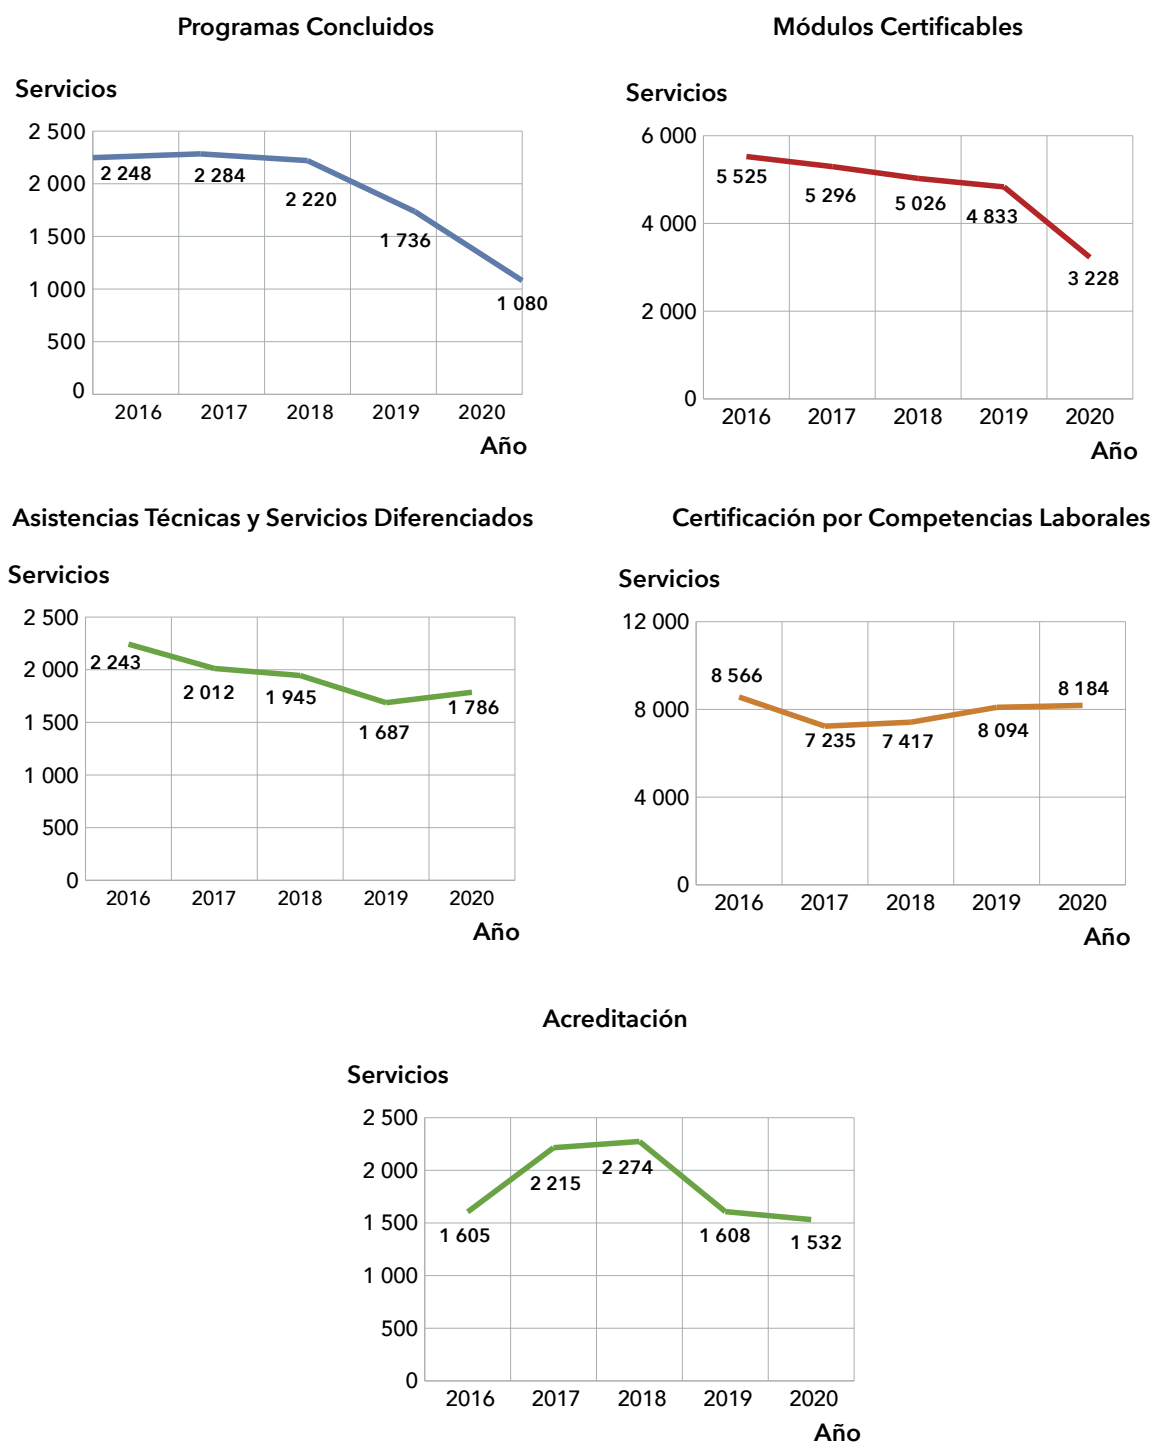 Programas Concluidos
Servicios
2 500
2 000
1 500
1 000
500
0
2 248
2 284
2 220
1 736
1 080
2016 2017 2018 2019 2020
Año
Módulos Certificables
Servicios
6 000
4 000
2 000
0
5 525
5 296
5 026
4 833
3 228
2016 2017 2018 2019 2020
Año
Asistencias Técnicas y Servicios Diferenciados
Servicios
2 500
2 000
1 500
1 000
500
0
2 243
2 012
1 945
1 687
1 786
2016 2017 2018 2019 2020
Año
Certificación por Competencias Laborales
Servicios
12 000
8 000
4 000
0
8 566
7 235
7 417
8 094
8 184
2016 2017 2018 2019 2020
Año
Acreditación
Servicios
2 500
2 000
1 500
1 000
500
0
1 605
2 215
2 274
1 608
1 532
2016 2017 2018 2019 2020
Año